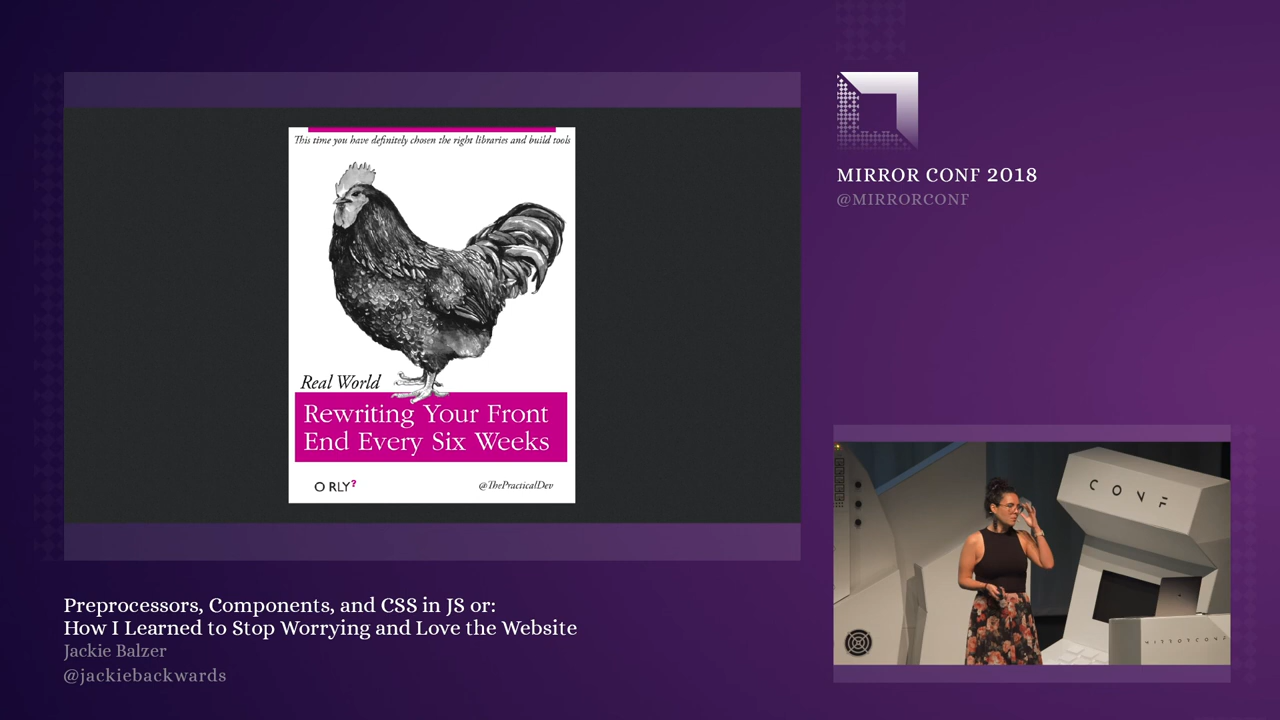 This time you have definitely chosen the right libraries and build tools
Real World
Rewriting Your Front
End Every Six Weeks
O RLY?
@ThePracticalDev
MIRROR CONF 2018
@MIRRORCONF
CONF
MIRRORCONF
Preprocessors, Components, and CSS in JS or:
How I Learned to Stop Worrying and Love the Website
Jackie Balzer
@jackiebackwards